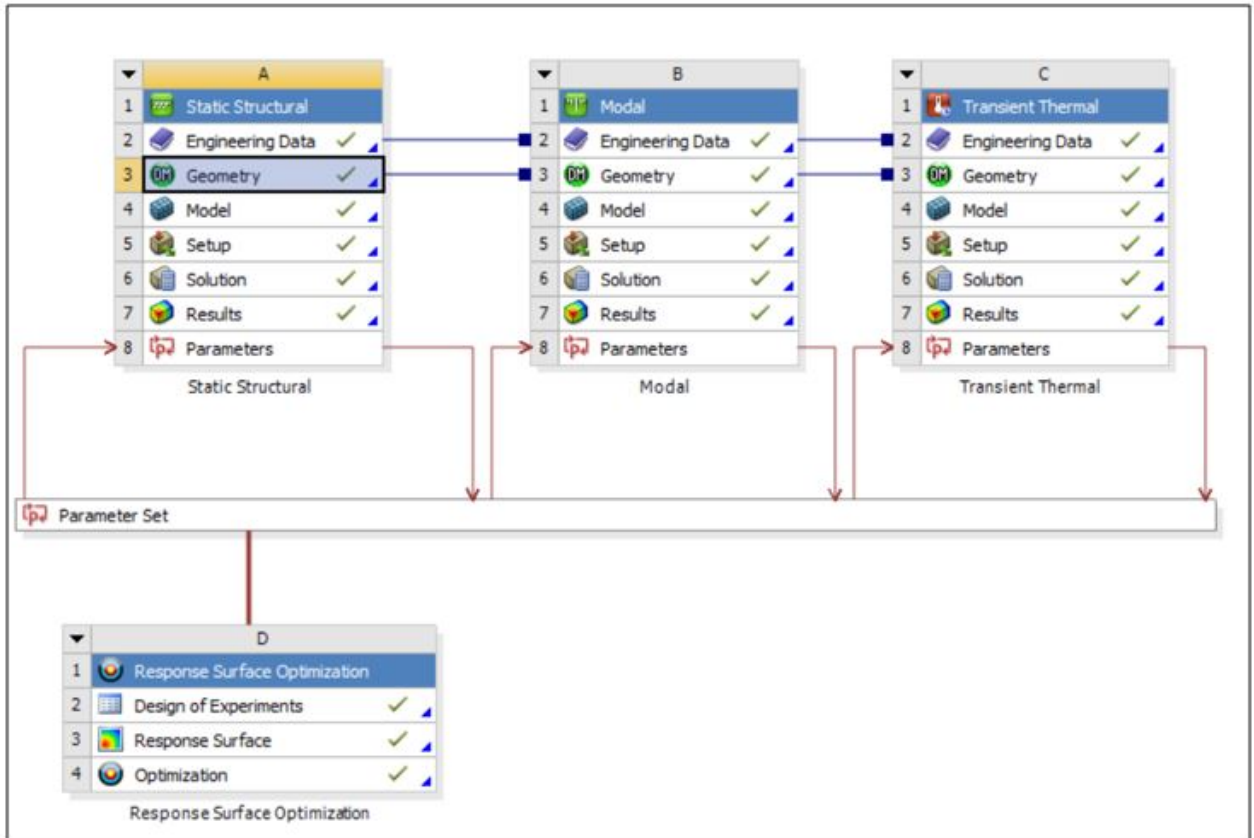 A
1 Static Structural
2 Engineering Data
3 Geometry
4 Model
5 Setup
6 Solution
7 Results
8 Parameters
Static Structural
B
1 Modal
2 Engineering Data
3 Geometry
4 Model
5 Setup
6 Solution
7 Results
8 Parameters
Modal
C
1 Transient Thermal
2 Engineering Data
3 Geometry
4 Model
5 Setup
6 Solution
7 Results
8 Parameters
Transient Thermal
Parameter Set
D
1 Response Surface Optimization
2 Design of Experiments
3 Response Surface
4 Optimization
Response Surface Optimization